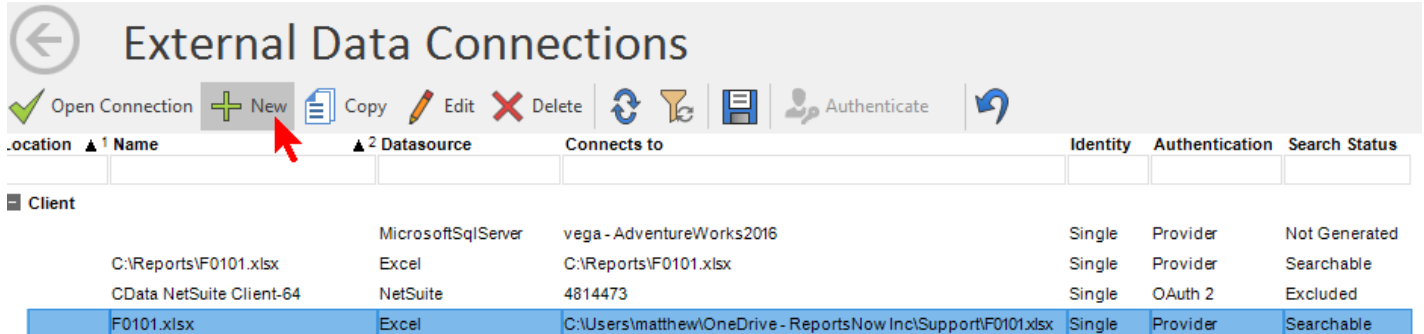 External Data Connections
Open Connection New Copy Edit Delete Authenticate
Location 1 Name 2 Datasource Connects to Identity Authentication Search Status
Client
MicrosoftSqlServer vega - AdventureWorks2016 Single Provider Not Generated
C:\Reports\F0101.xlsx Excel C:\Reports\F0101.xlsx Single Provider Searchable
CData NetSuite Client-64 NetSuite 4814473 Single OAuth 2 Excluded
F0101.xlsx Excel C:\Users\matthew\OneDrive - ReportsNow Inc\Support\F0101.xlsx Single Provider Searchable